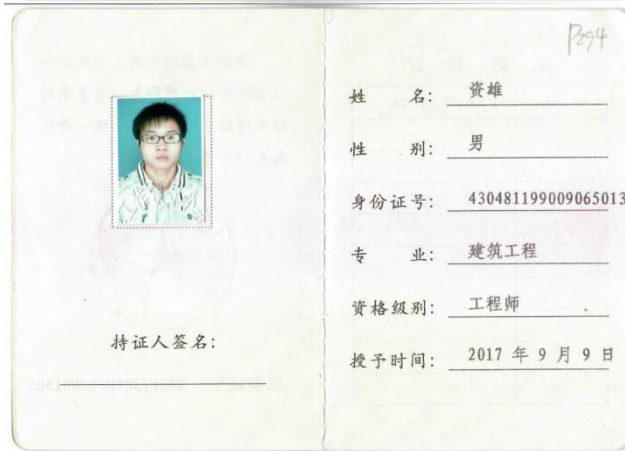 P294
姓 名： 资雄
性 别： 男
身份证号： 430481199009065013
专 业： 建筑工程
资格级别： 工程师
授予时间： 2017 年 9 月 9 日
持证人签名：